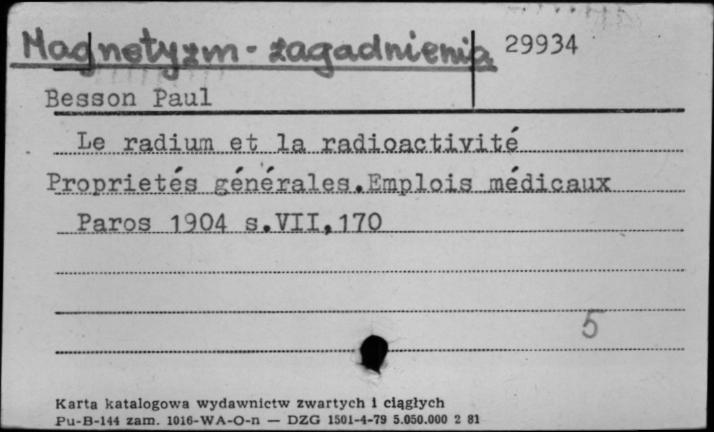 Magnetyzm - zagadnienia 29934
Besson Paul
Le radium et la radioactivité
Proprietés générales.Emplois médicaux
Paros 1904 s.VII,170
5
Karta katalogowa wydawnictw zwartych i ciągłych
Pu-B-144 zam. 1016-WA-O-n — DZG 1501-4-79 5.050.000 2 81